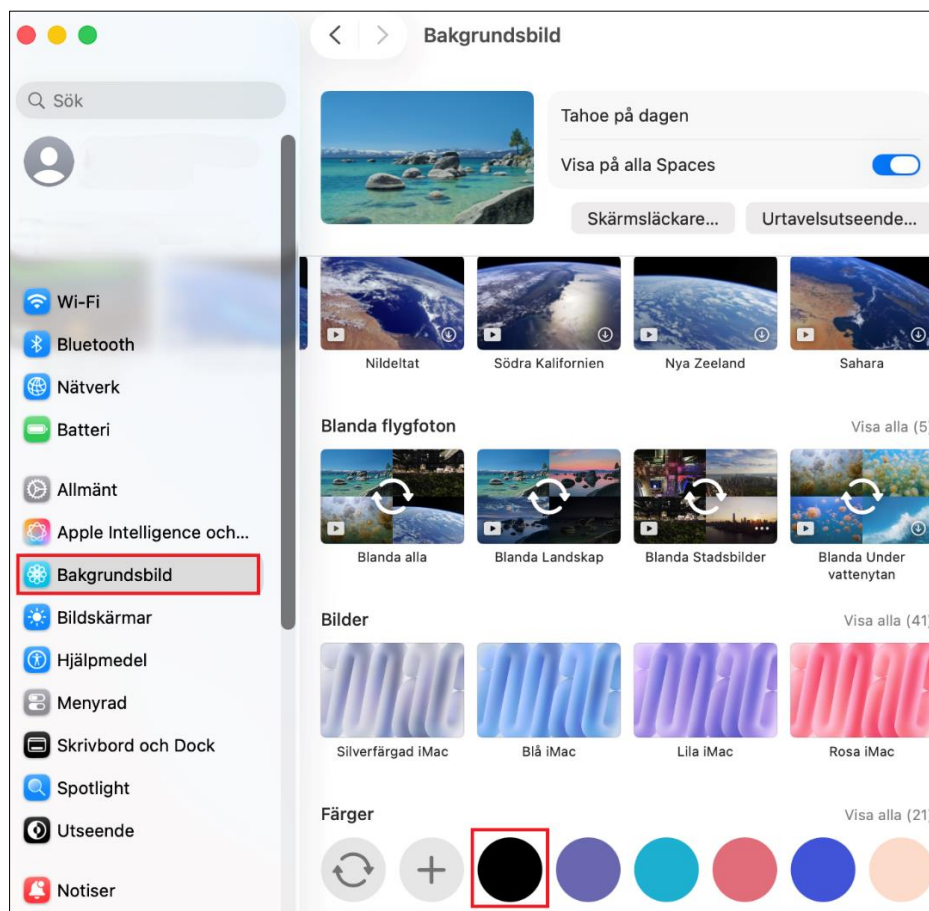 Bakgrundsbild
Sök
Tahoe på dagen
Visa på alla Spaces
Skärmsläckare...
Urtavelsutseende...
Wi-Fi
Bluetooth
Nätverk
Batteri
Allmänt
Apple Intelligence och...
Bakgrundsbild
Bildskärmar
Hjälpmedel
Menyrad
Skrivbord och Dock
Spotlight
Utseende
Notiser
Nildeltat
Södra Kalifornien
Nya Zeeland
Sahara
Blanda flygfoton
Visa alla (5)
Blanda alla
Blanda Landskap
Blanda Stadsbilder
Blanda Under
vattenytan
Bilder
Visa alla (41)
Silverfärgad iMac
Blå iMac
Lila iMac
Rosa iMac
Färger
Visa alla (21)